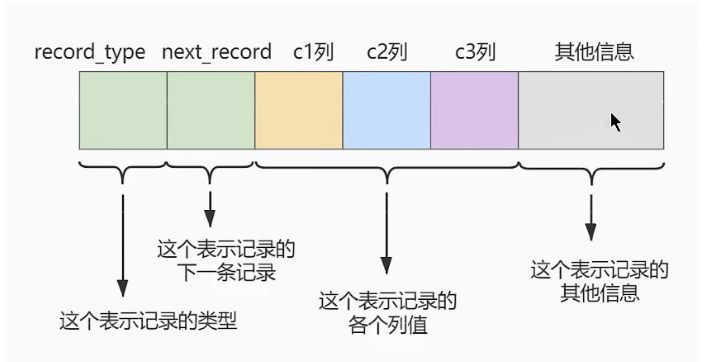 record_type next_record c1列 c2列 c3列 其他信息
这个表示记录的
下一条记录
这个表示记录的类型
这个表示记录的
各个列值
这个表示记录的
其他信息